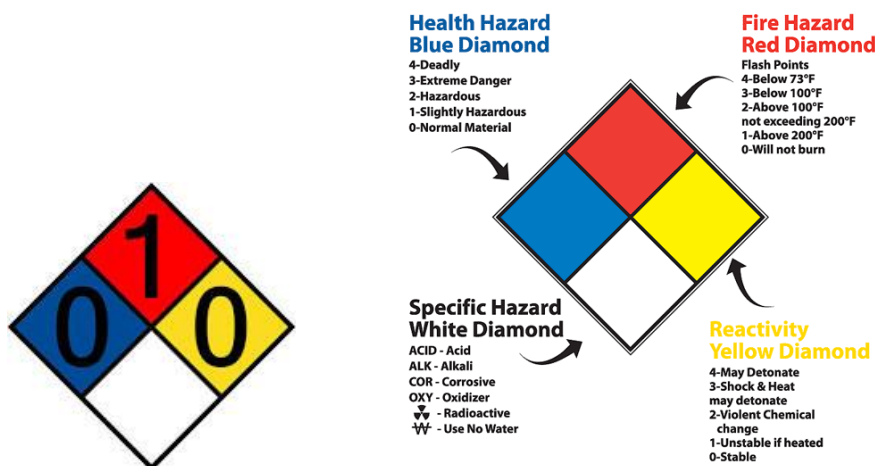 Health Hazard
Blue Diamond
4-Deadly
3-Extreme Danger
2-Hazardous
1-Slightly Hazardous
0-Normal Material
Fire Hazard
Red Diamond
Flash Points
4-Below 73°F
3-Below 100°F
2-Above 100°F
not exceeding 200°F
1-Above 200°F
0-Will not burn
1
0 0
Specific Hazard
White Diamond
ACID - Acid
ALK - Alkali
COR - Corrosive
OXY - Oxidizer
- Radioactive
W - Use No Water
Reactivity
Yellow Diamond
4-May Detonate
3-Shock & Heat
may detonate
2-Violent Chemical
change
1-Unstable if heated
0-Stable